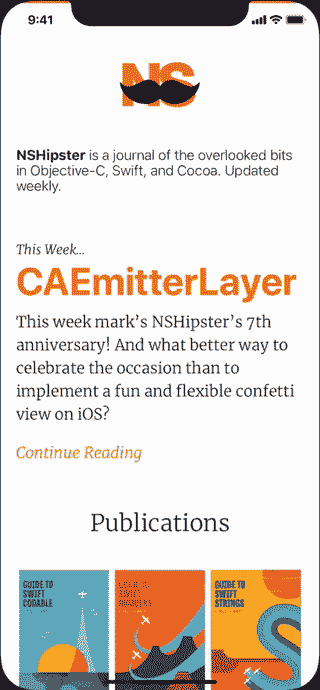 9:41
NS
NSHipster is a journal of the overlooked bits
in Objective-C, Swift, and Cocoa. Updated
weekly.
This Week...
CAEmitterLayer
This week mark’s NSHipster’s 7th
anniversary! And what better way to
celebrate the occasion than to
implement a fun and flexible confetti
view on iOS?
Continue Reading
Publications
GUIDE TO
SWIFT
CODABLE
GUIDE TO
SWIFT
STRINGS